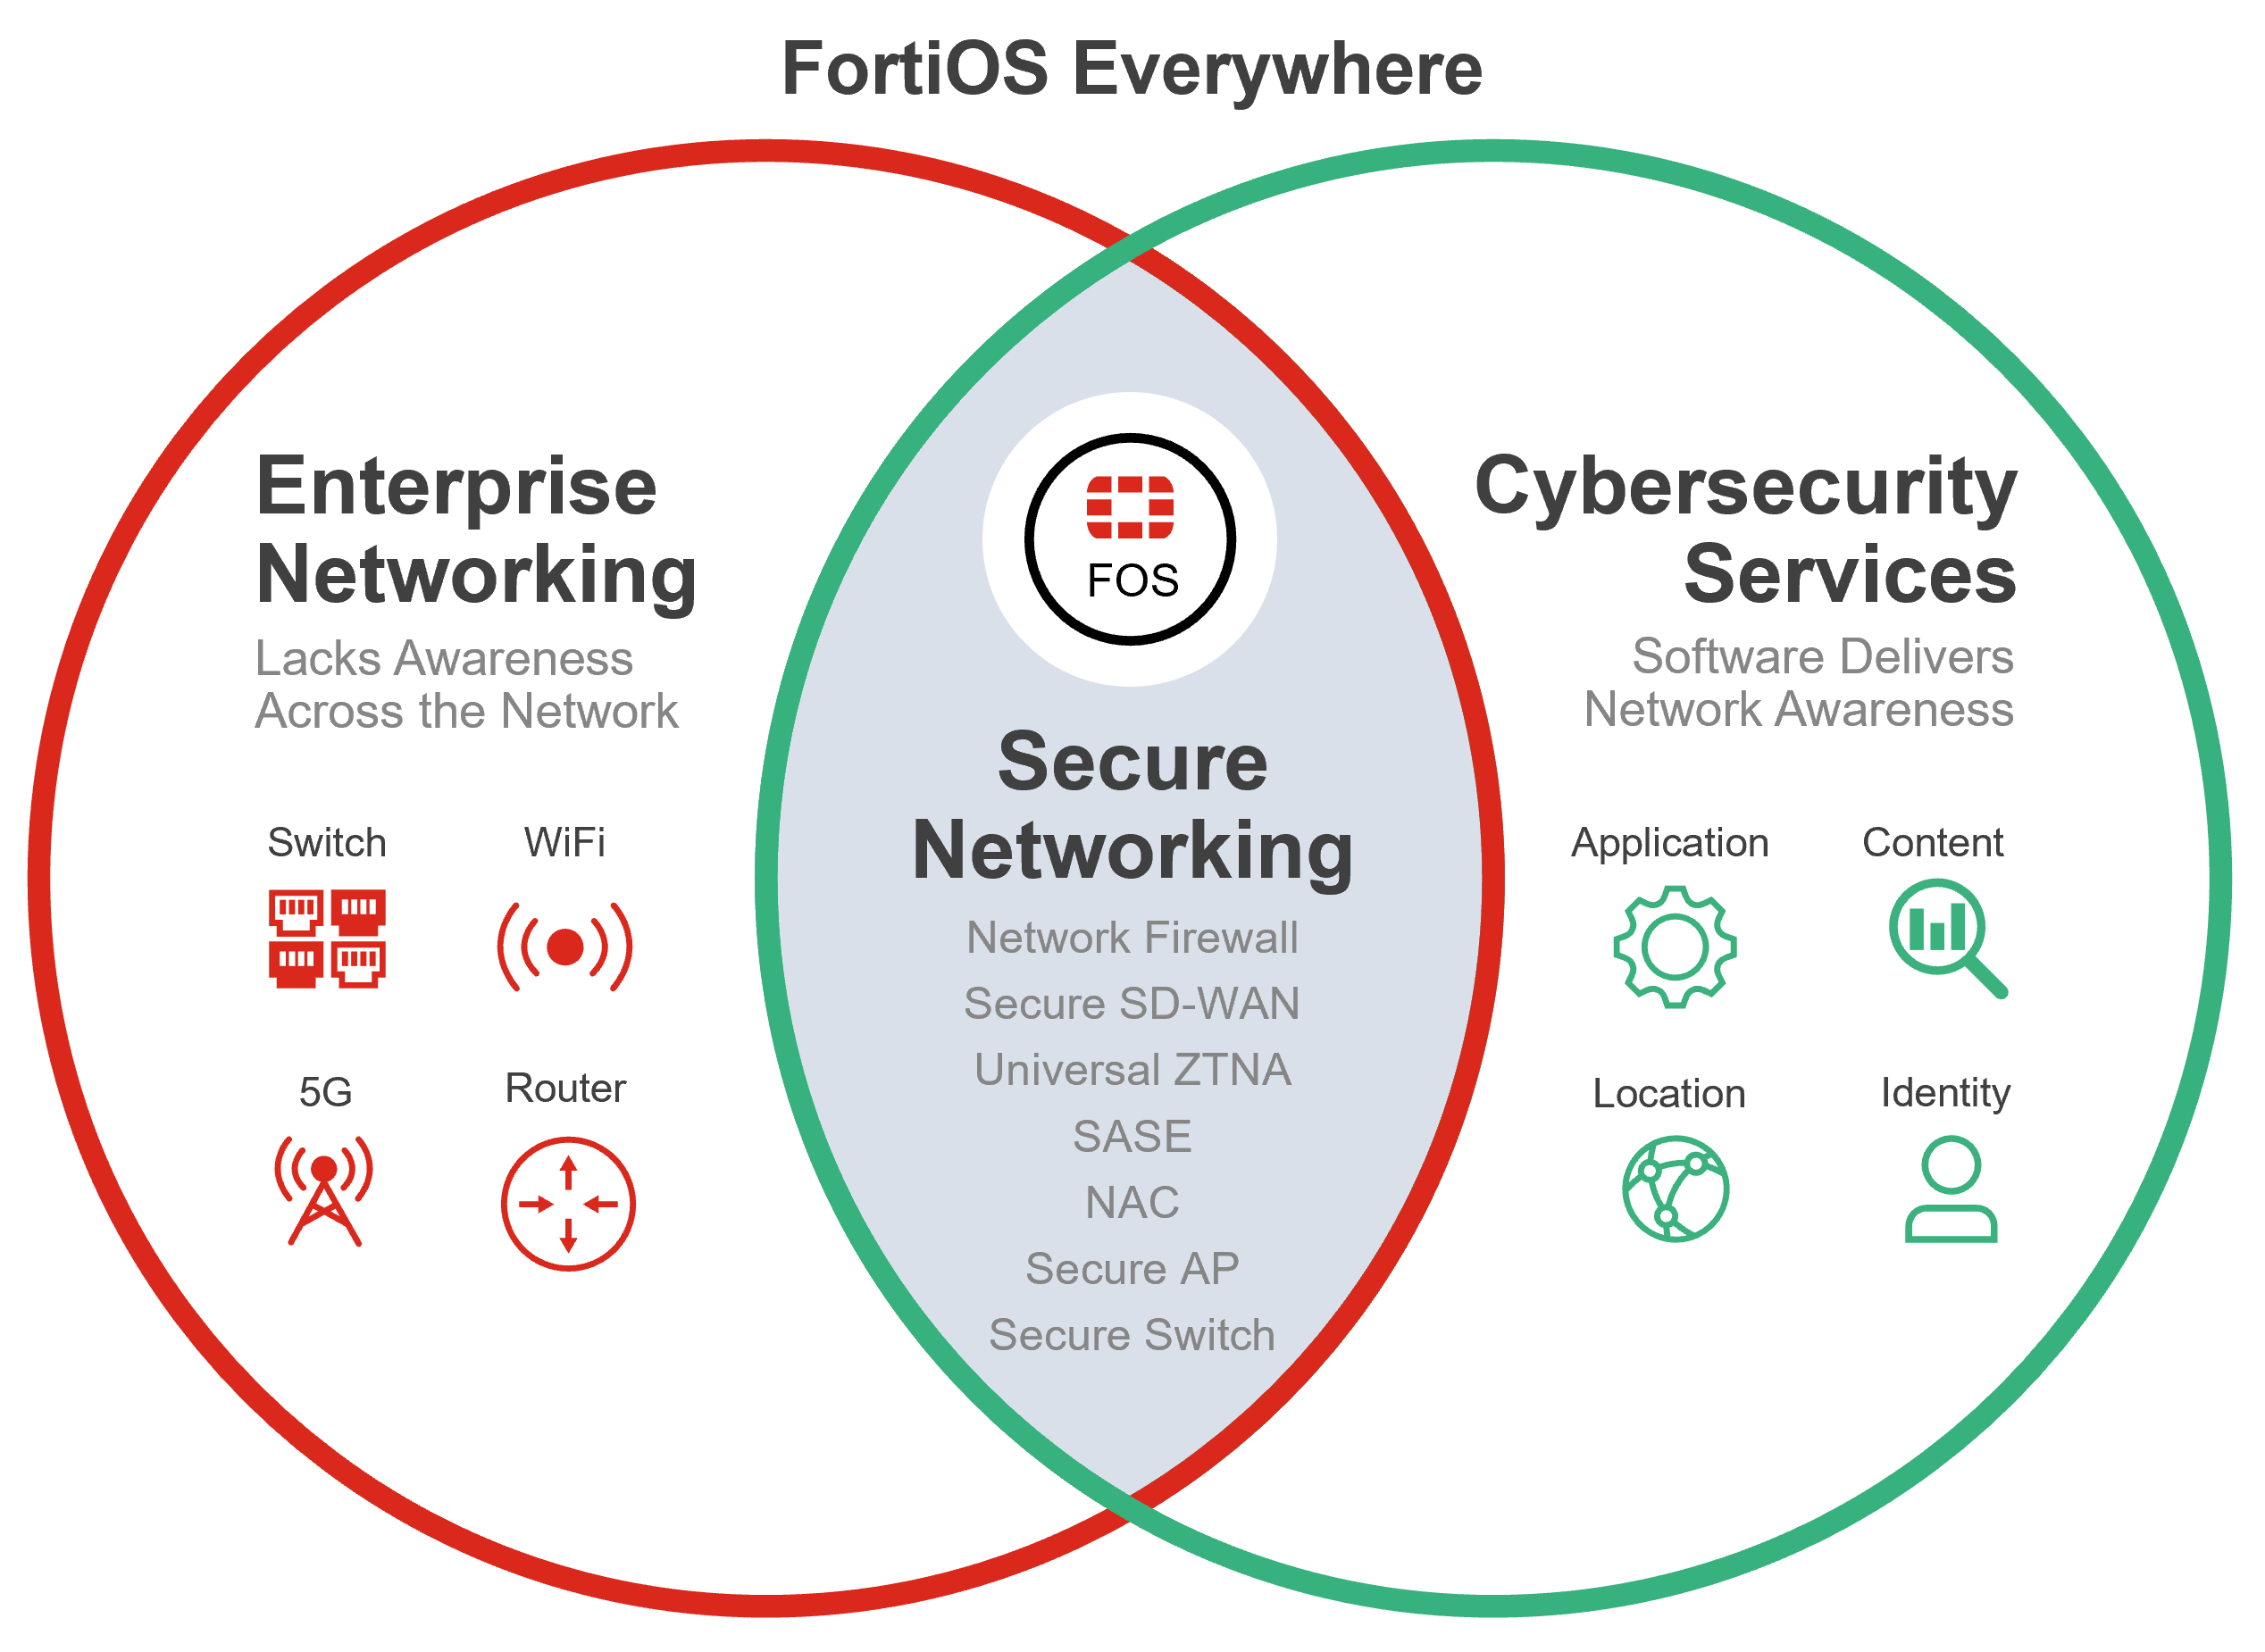 FortiOS Everywhere
Enterprise
Networking
Lacks Awareness
Across the Network
Switch
WiFi
5G
Router
FOS
Secure
Networking
Network Firewall
Secure SD-WAN
Universal ZTNA
SASE
NAC
Secure AP
Secure Switch
Cybersecurity
Services
Software Delivers
Network Awareness
Application
Content
Location
Identity